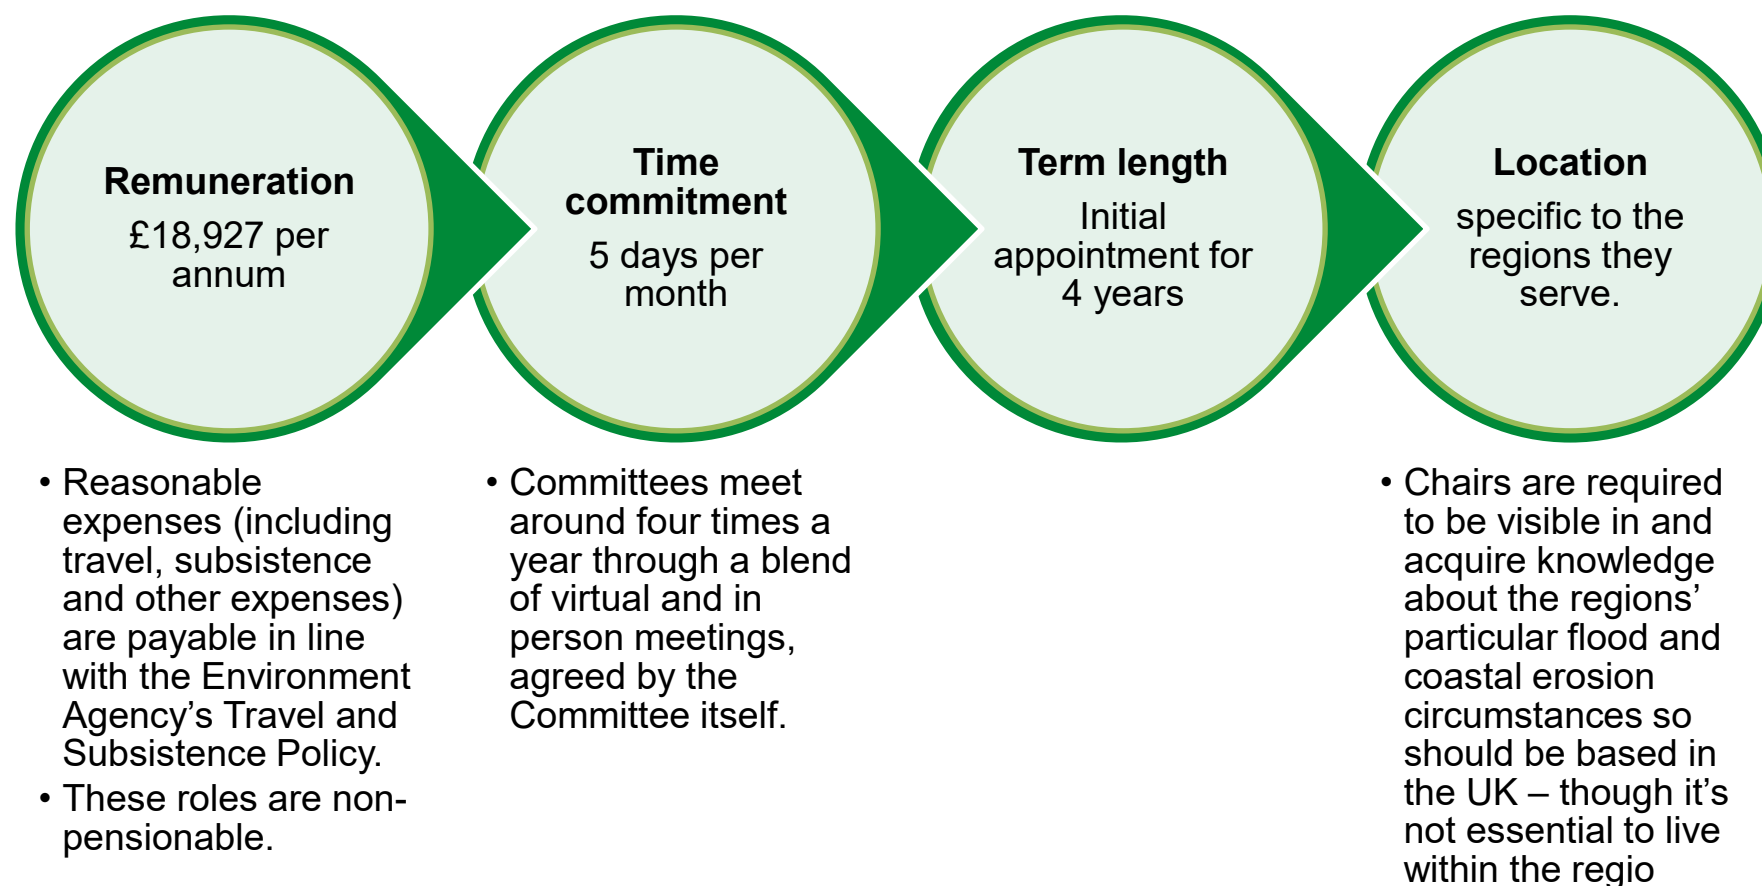 Remuneration
£18,927 per
annum
Time
commitment
5 days per
month
Term length
Initial
appointment for
4 years
Location
specific to the
regions they
serve.
• Reasonable
expenses (including
travel, subsistence
and other expenses)
are payable in line
with the Environment
Agency’s Travel and
Subsistence Policy.
• These roles are non-
pensionable.
• Committees meet
around four times a
year through a blend
of virtual and in
person meetings,
agreed by the
Committee itself.
• Chairs are required
to be visible in and
acquire knowledge
about the regions’
particular flood and
coastal erosion
circumstances so
should be based in
the UK – though it’s
not essential to live
within the regio